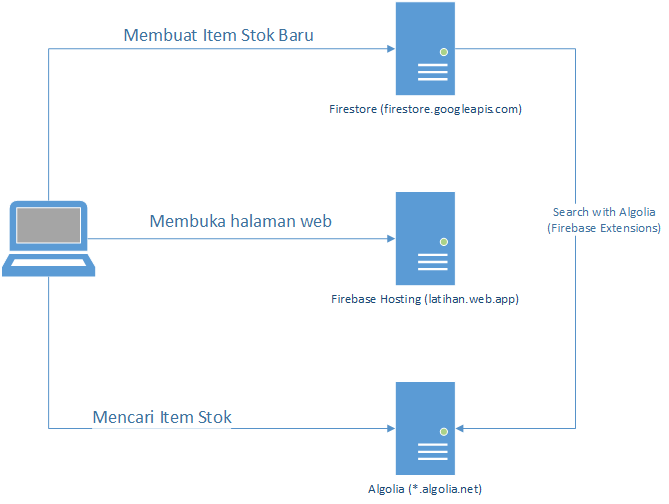 Membuat Item Stok Baru
Firestore (firestore.googleapis.com)
Membuka halaman web
Search with Algolia
(Firebase Extensions)
Firebase Hosting (latihan.web.app)
Mencari Item Stok
Algolia (*.algolia.net)